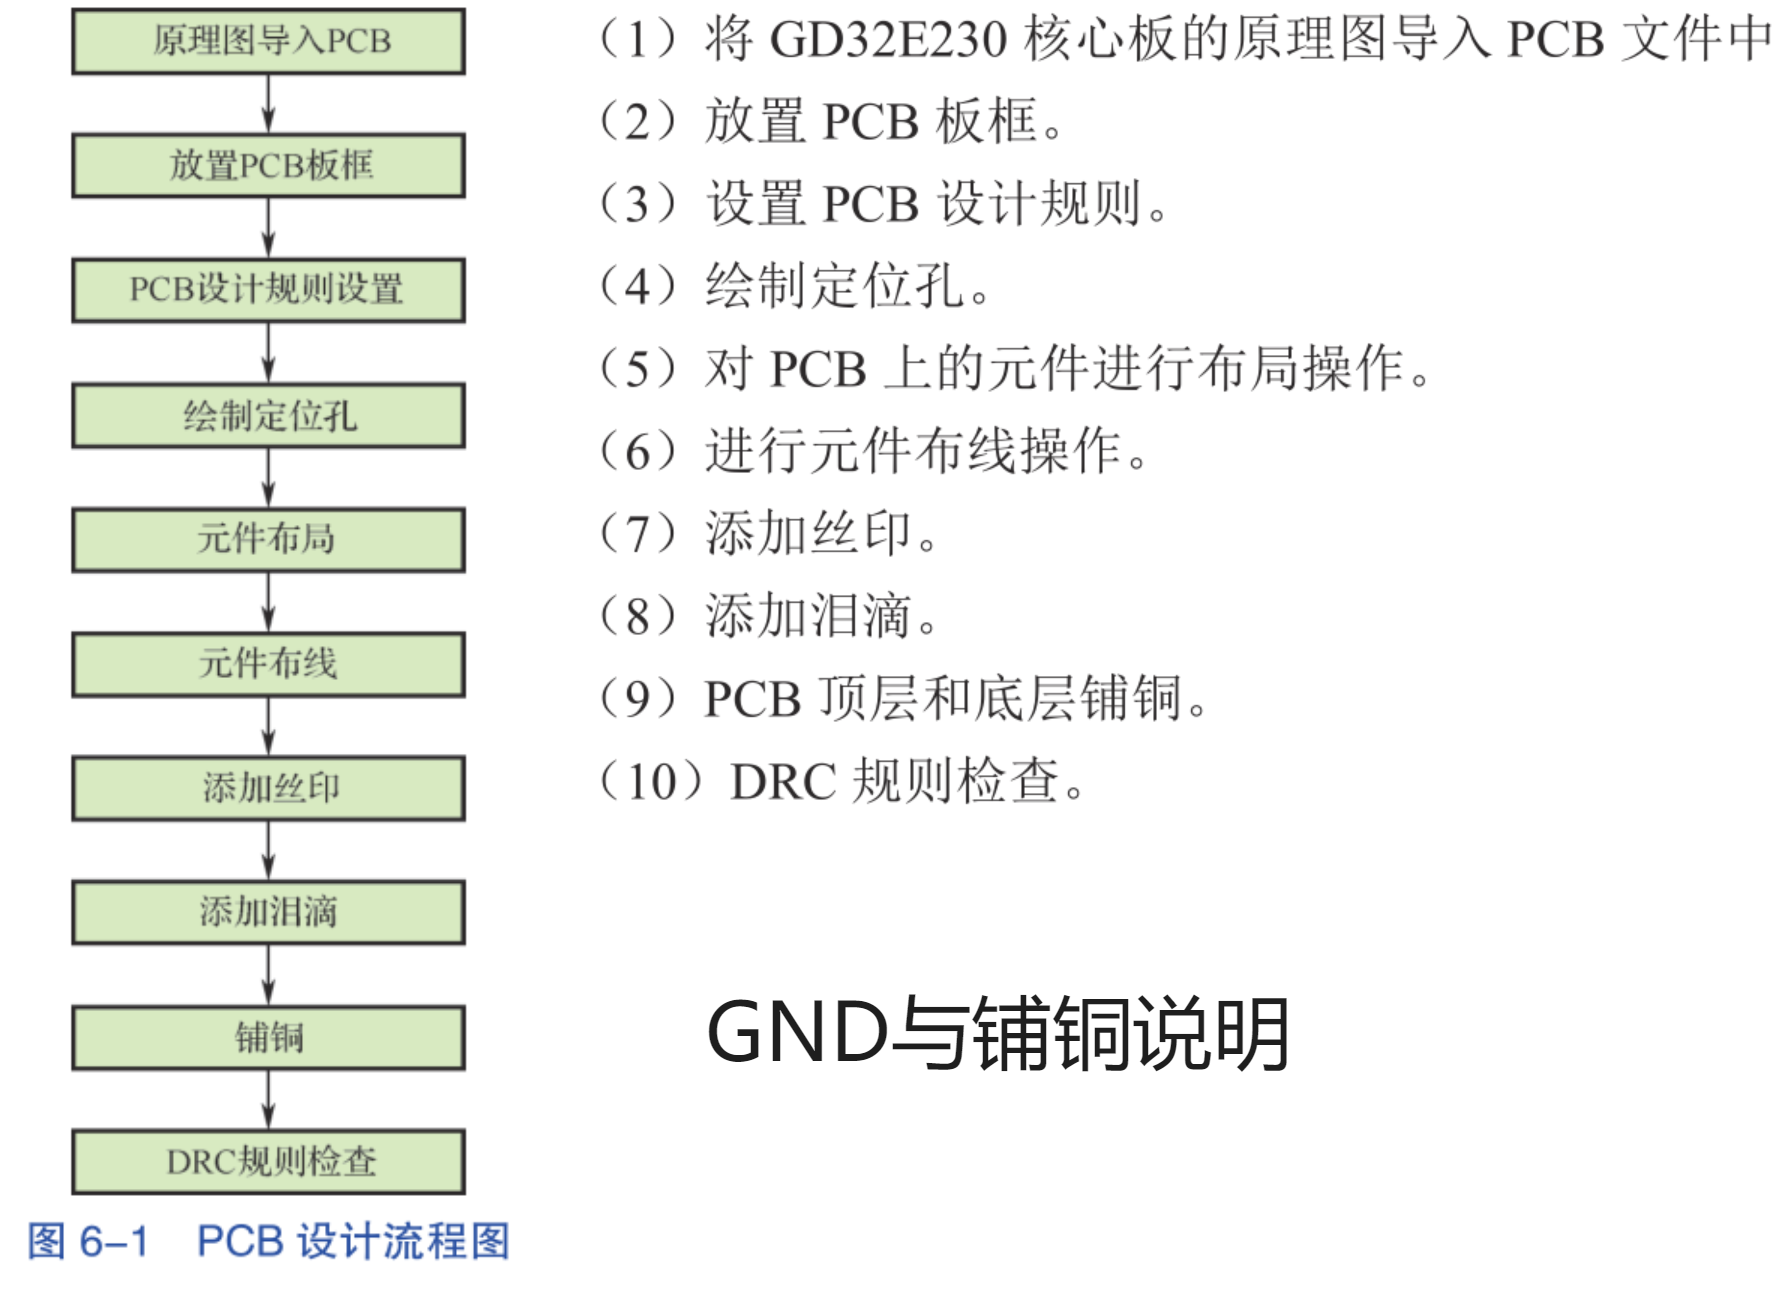 原理图导入PCB
放置PCB板框
PCB设计规则设置
绘制定位孔
元件布局
元件布线
添加丝印
添加泪滴
铺铜
DRC规则检查
图 6-1 PCB 设计流程图
（1）将 GD32E230 核心板的原理图导入 PCB 文件中
（2）放置 PCB 板框。
（3）设置 PCB 设计规则。
（4）绘制定位孔。
（5）对 PCB 上的元件进行布局操作。
（6）进行元件布线操作。
（7）添加丝印。
（8）添加泪滴。
（9）PCB 顶层和底层铺铜。
（10）DRC 规则检查。
GND与铺铜说明